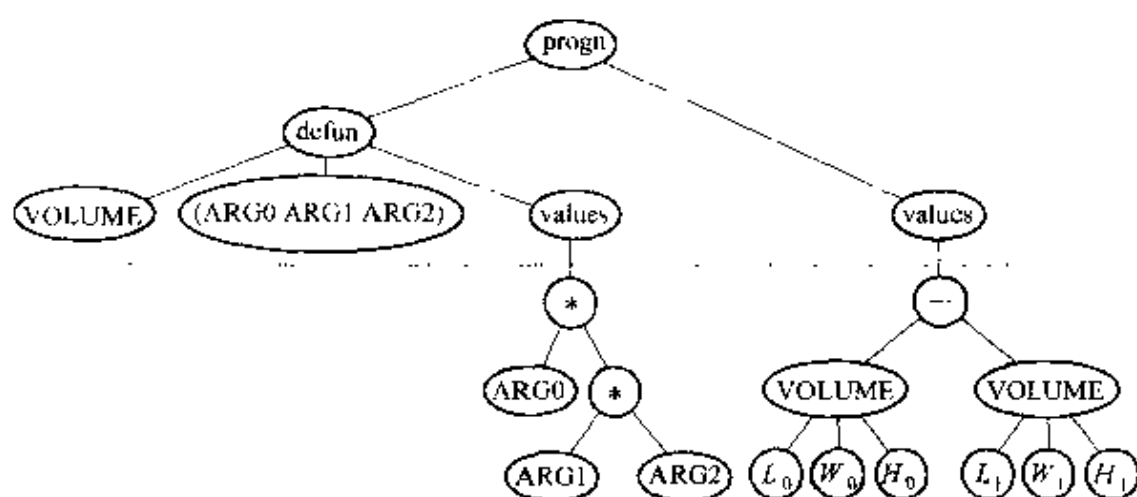 progn
defun
VOLUME (ARG0 ARG1 ARG2) values values
* —
ARG0 * VOLUME VOLUME
ARG1 ARG2 L₀ W₀ H₀ L₁ W₁ H₁